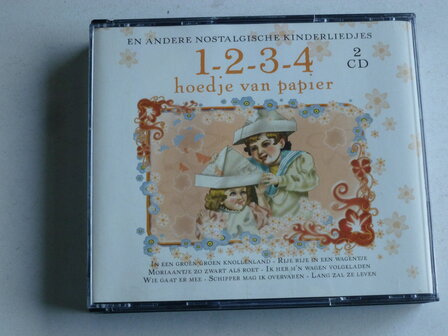 EN ANDERE NOSTALGISCHE KINDERLIEDJES
1-2-3-4
2 CD
hoedje van papier
IN EEN GROEN GROEN KNOLLENLAND - RIJE RIJE IN EEN WAGENTJE
MORIAANTJE ZO ZWART ALS ROET - IK HEB M'N WAGEN VOLGELADEN
WIE GAAT ER MEE - SCHIPPER MAG IK OVERVAREN - LANG ZAL ZE LEVEN